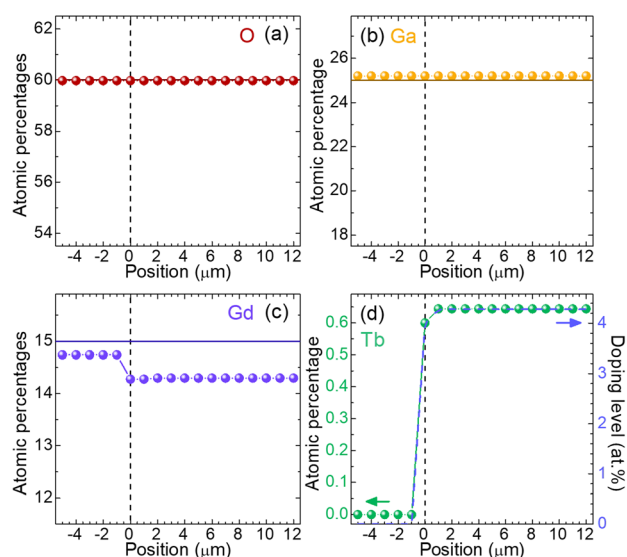 O (a)
Atomic percentages
62
60
58
56
54
-4 -2 0 2 4 6 8 10 12
Position (μm)
(b) Ga
Atomic percentage
26
24
22
20
18
-4 -2 0 2 4 6 8 10 12
Position (μm)
Gd (c)
Atomic percentages
15
14
13
12
-4 -2 0 2 4 6 8 10 12
Position (μm)
(d)
Tb
Atomic percentages
0.6
0.5
0.4
0.3
0.2
0.1
0.0
-4 -2 0 2 4 6 8 10 12
Position (μm)
4
3
2
1
0
Doping level (at.%)